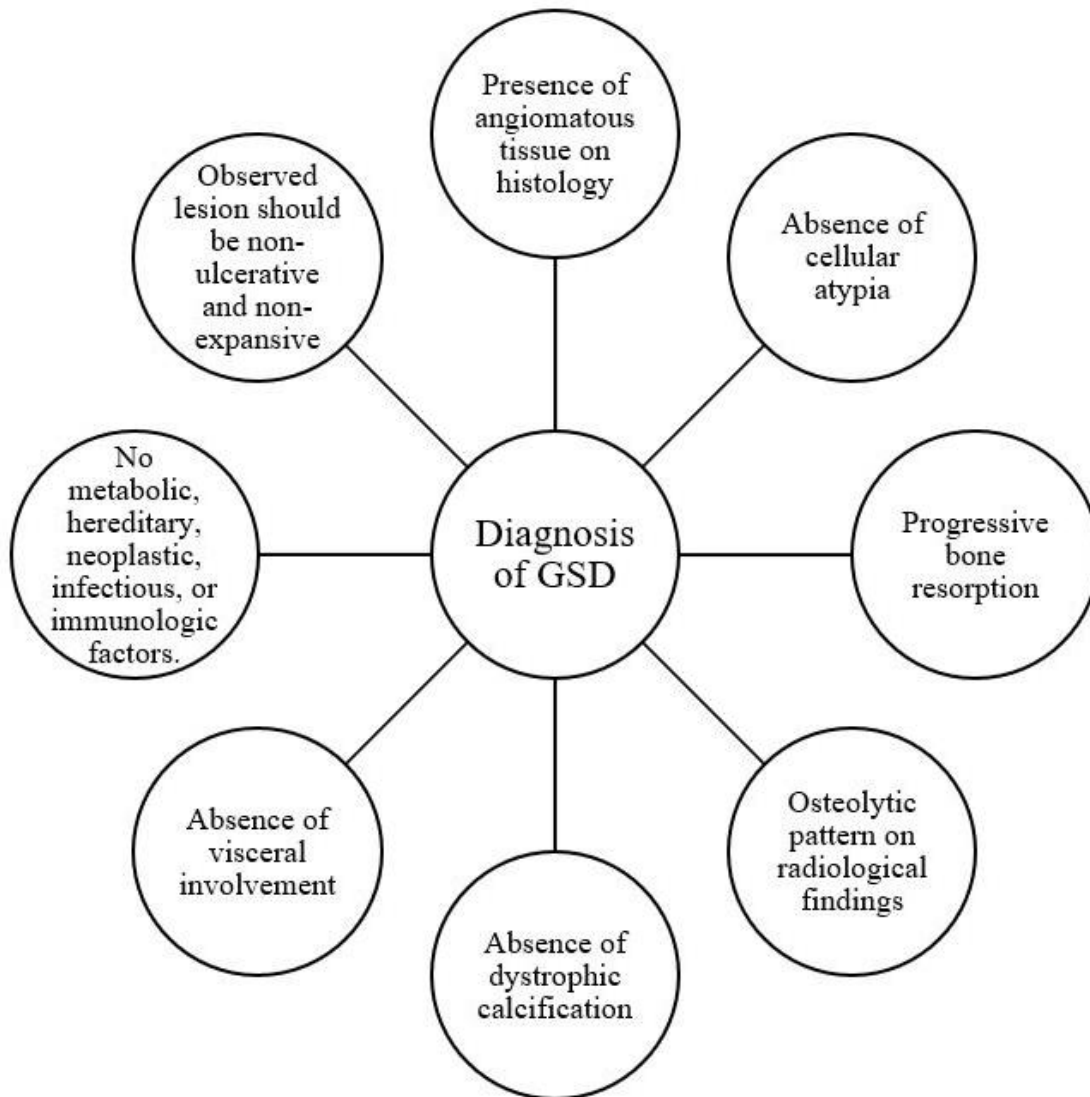 Presence of
angiomatous
tissue on
histology
Absence of
cellular
atypia
Progressive
bone
resorption
Osteolytic
pattern on
radiological
findings
Absence of
dystrophic
calcification
Absence of
visceral
involvement
No
metabolic,
hereditary,
neoplastic,
infectious, or
immunologic
factors.
Observed
lesion should
be non-
ulcerative
and non-
expansive
Diagnosis
of GSD